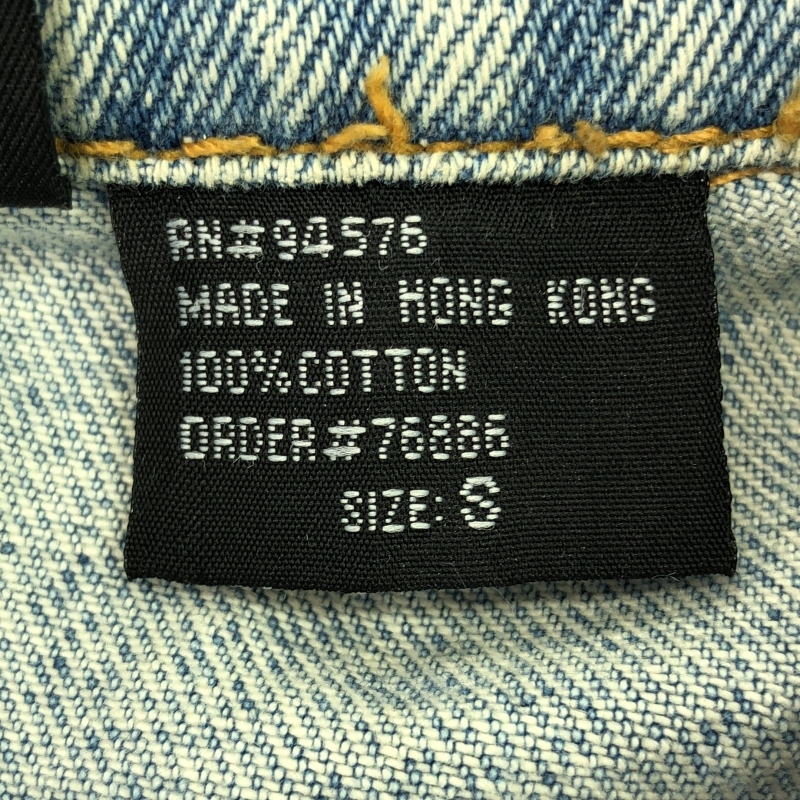 RN#94576
MADE IN HONG KONG
100%COTTON
ORDER#76886
SIZE: S